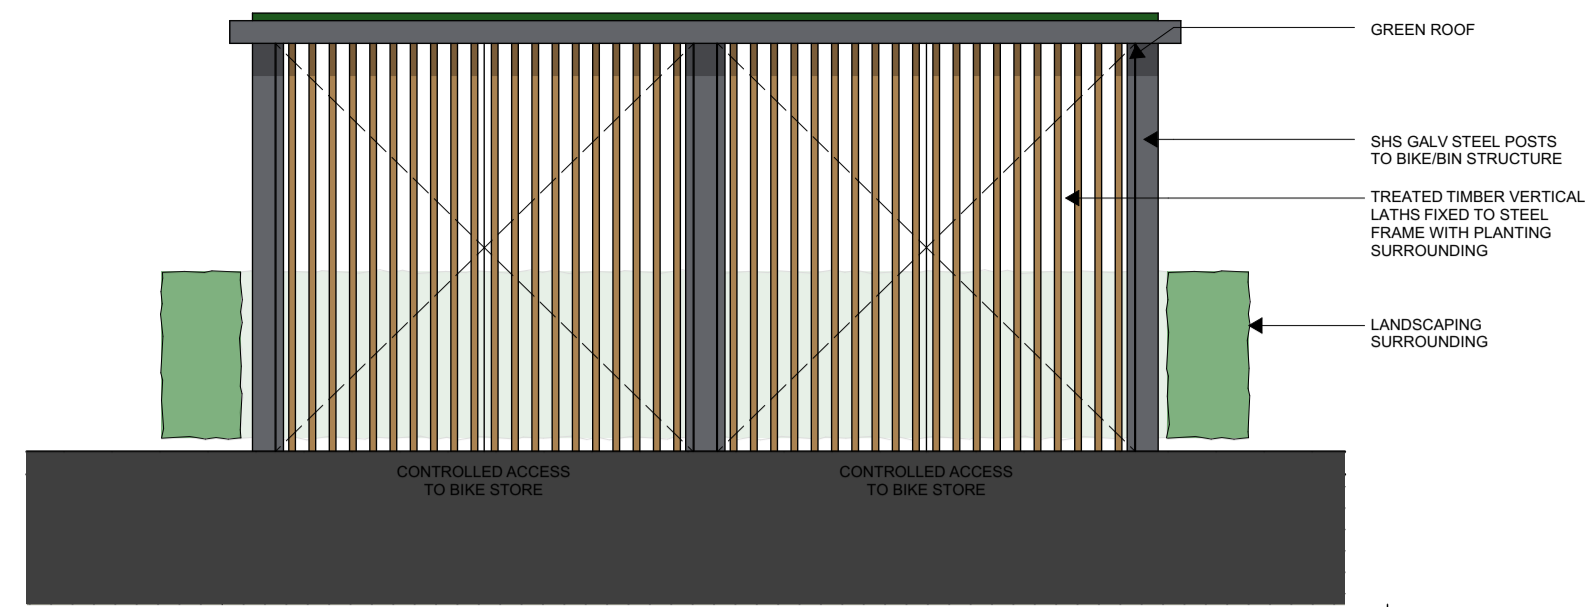 GREEN ROOF
SHS GALV STEEL POSTS
TO BIKE/BIN STRUCTURE
TREATED TIMBER VERTICAL
LATHS FIXED TO STEEL
FRAME WITH PLANTING
SURROUNDING
LANDSCAPING
SURROUNDING
CONTROLLED ACCESS
TO BIKE STORE
CONTROLLED ACCESS
TO BIKE STORE